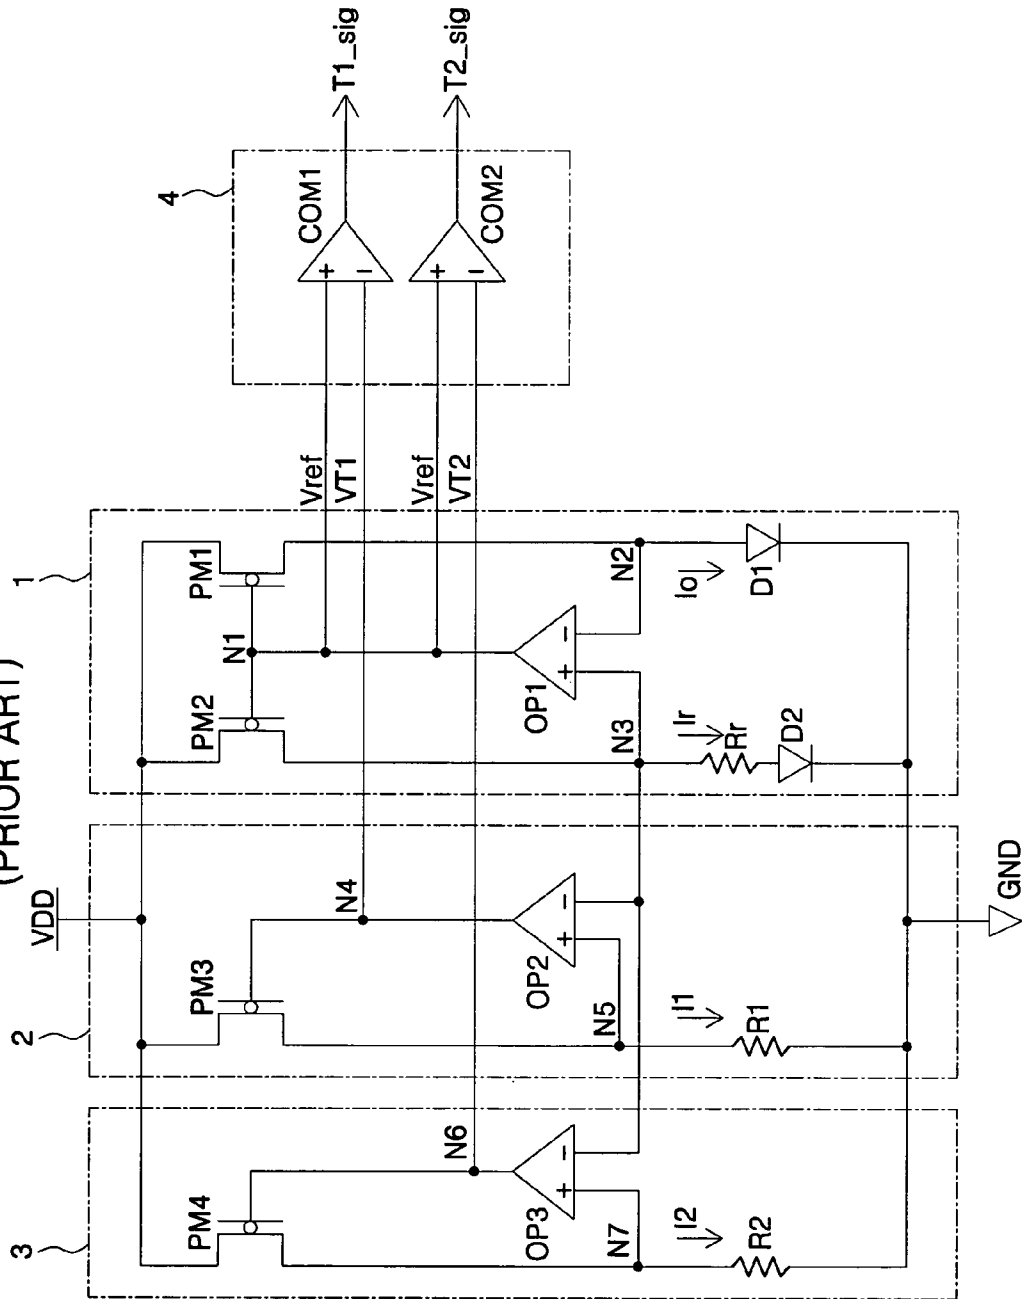 (PRIOR ART)
VDD
4
T1_sig
T2_sig
COM1
+
-
COM2
+
-
Vref
VT1
Vref
VT2
1
PM1
PM2
N1
N2
N3
OP1
+
-
Io
D1
Ir
Rr
D2
2
PM3
N4
OP2
+
-
N5
I1
R1
3
PM4
N6
OP3
+
-
N7
I2
R2
GND